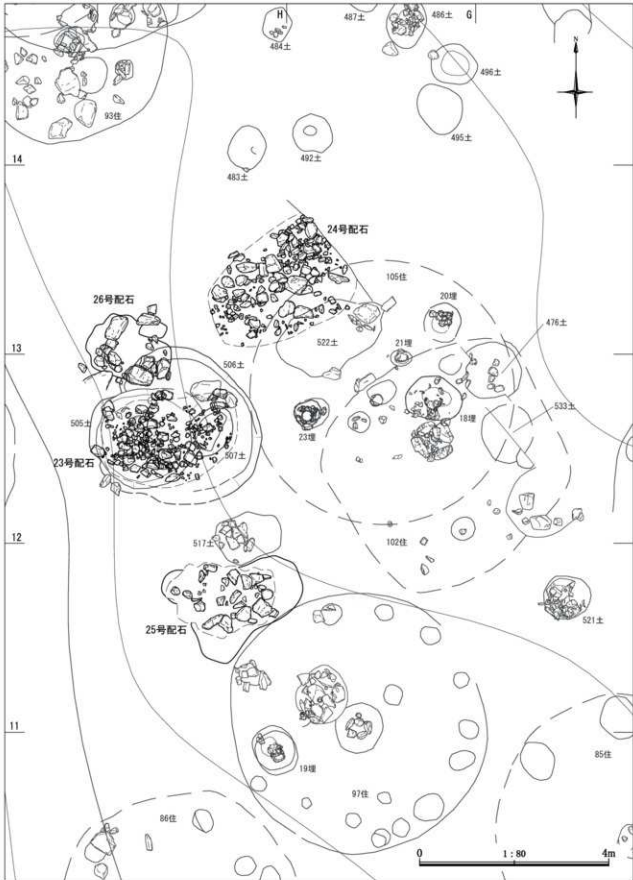 H
G
487土
486土
484土
N
496土
93住
495土
492土
14
483土
24号配石
105住
26号配石
20埋
476土
21埋
13
522土
506土
533土
505土
18埋
23埋
23号配石
507土
12
517土
102住
25号配石
521土
11
85住
19埋
97住
86住
0
1：80
4m